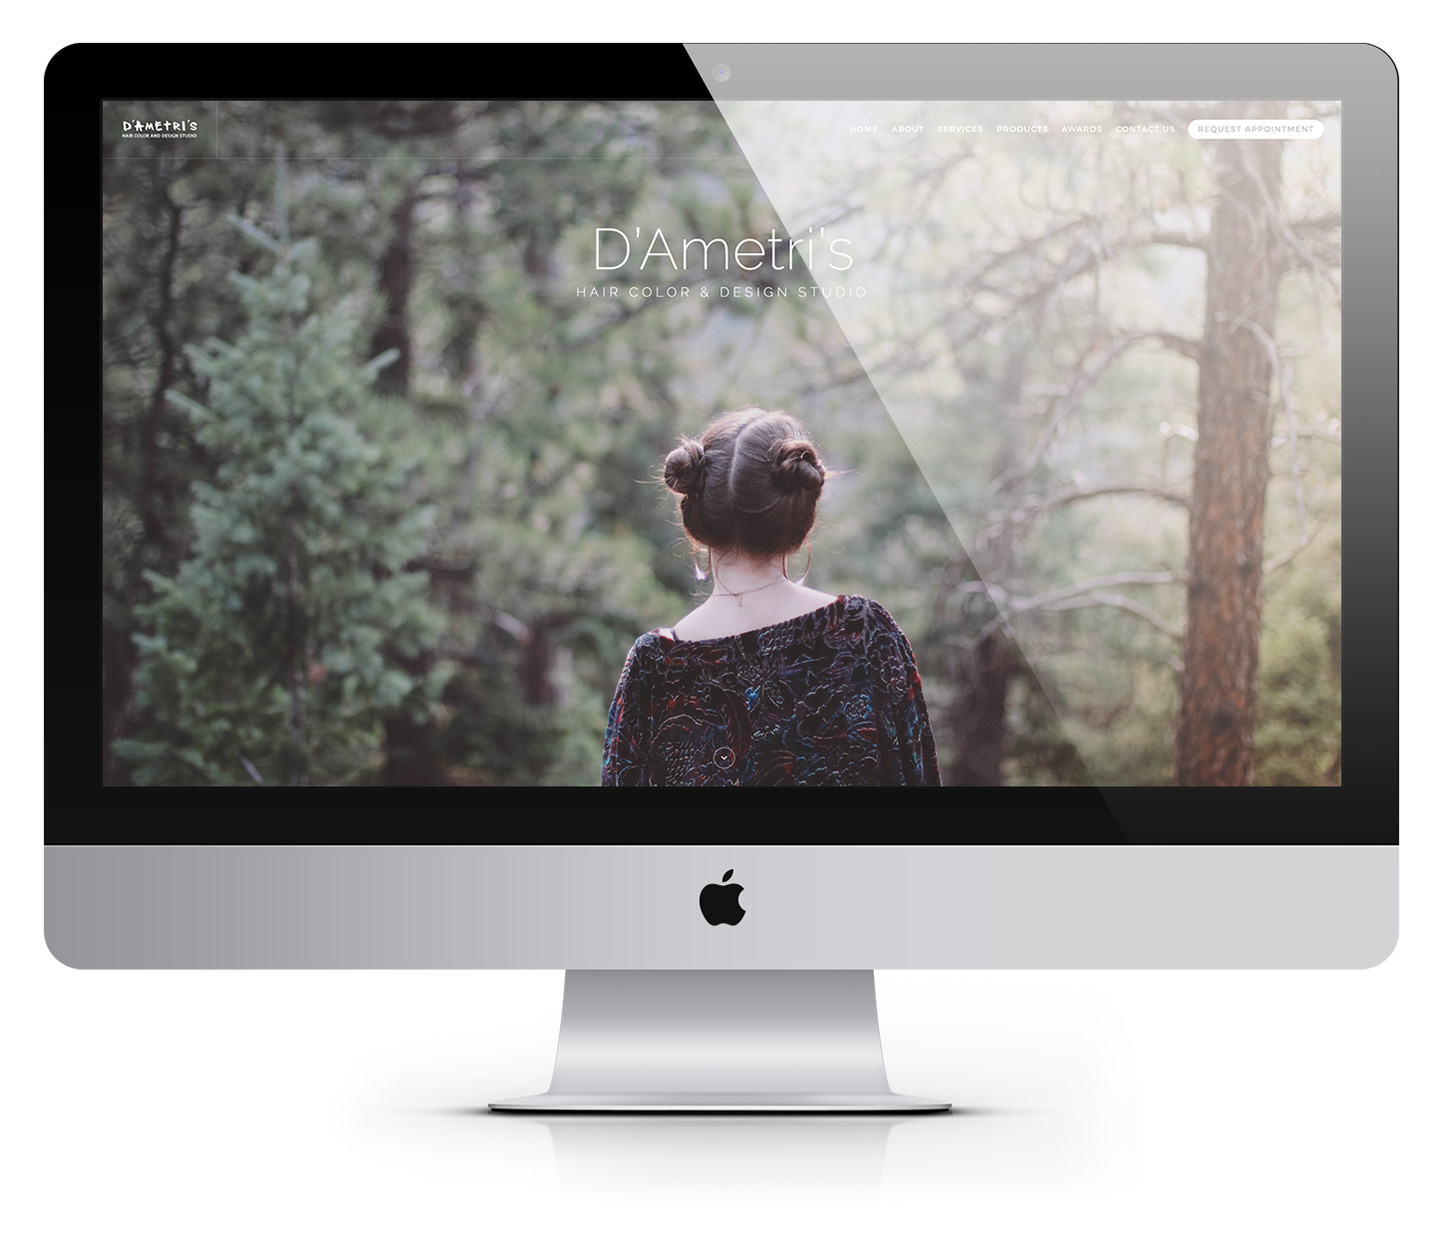 D'AMETRI'S
HAIR COLOR AND DESIGN STUDIO
HOME ABOUT SERVICES PRODUCTS AWARDS CONTACT US REQUEST APPOINTMENT
D'Ametri's
HAIR COLOR & DESIGN STUDIO